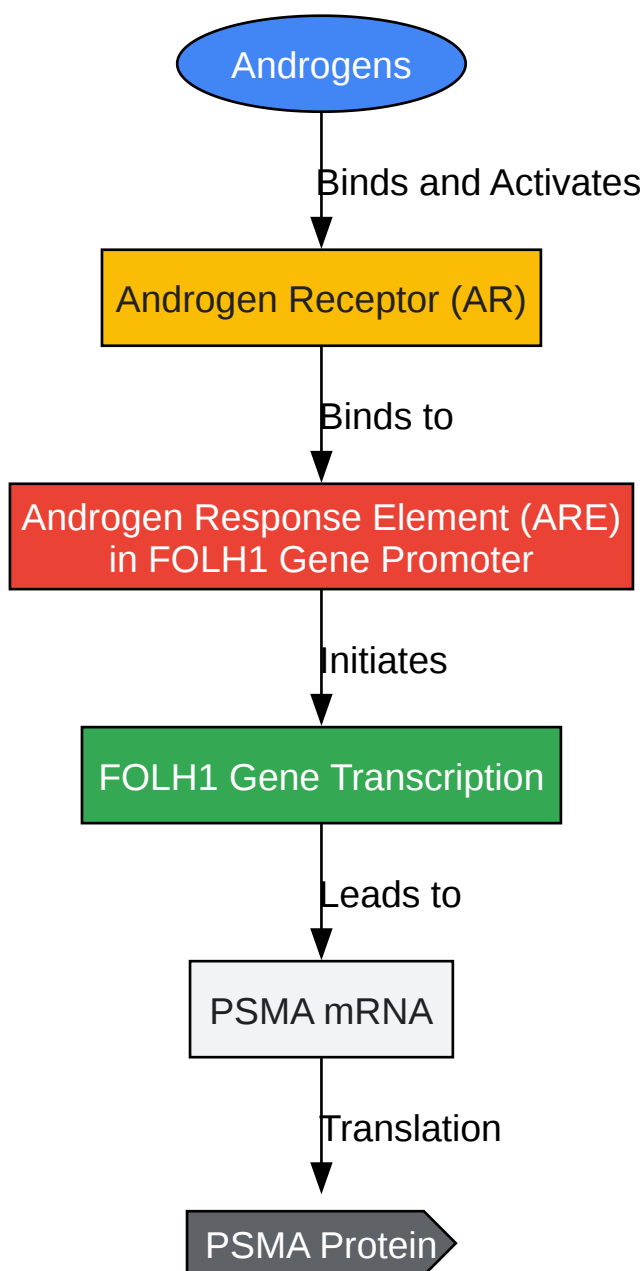 Androgens
Binds and Activates
Androgen Receptor (AR)
Binds to
Androgen Response Element (ARE)
in FOLH1 Gene Promoter
Initiates
FOLH1 Gene Transcription
Leads to
PSMA mRNA
Translation
PSMA Protein